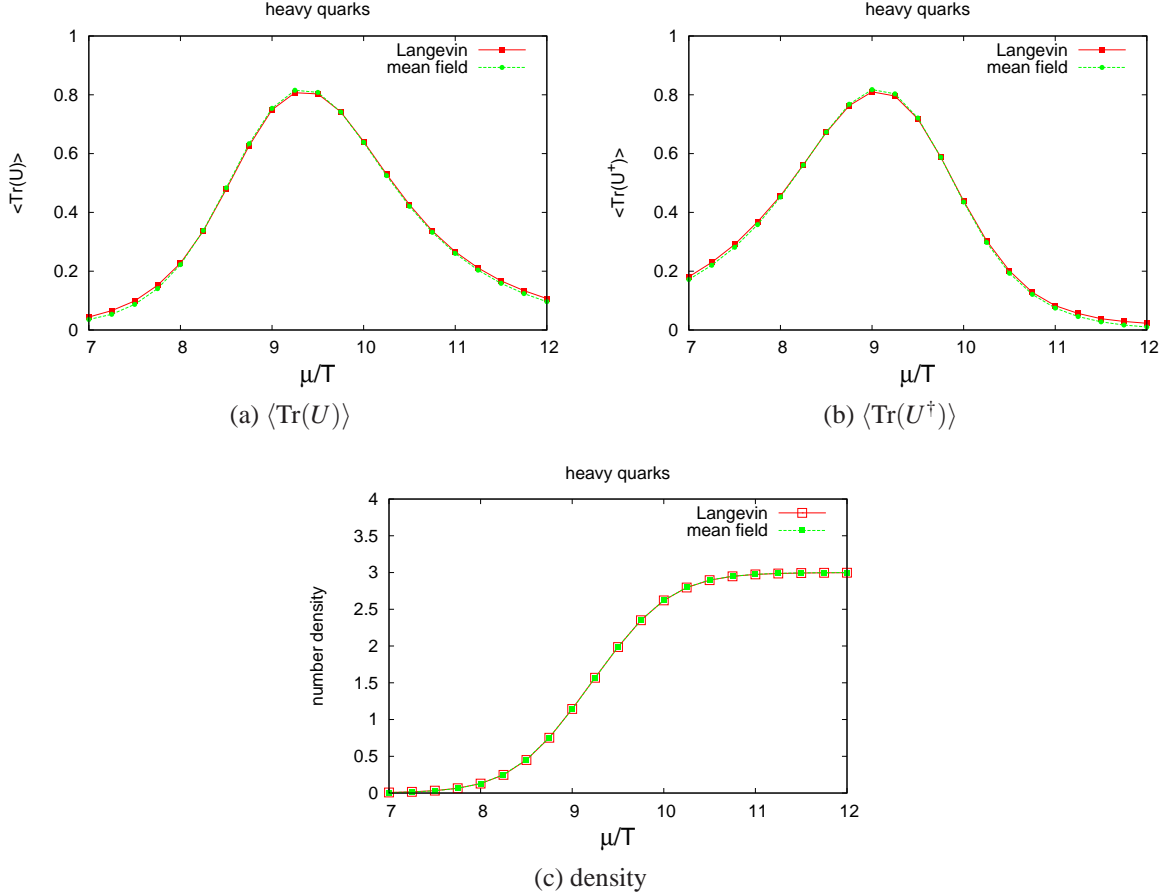 heavy quarks
<Tr(U)>
1
0.8
0.6
0.4
0.2
0
Langevin
mean field
7 8 9 10 11 12
μ/T
(a) ⟨Tr(U)⟩
heavy quarks
<Tr(U⁺)>
1
0.8
0.6
0.4
0.2
0
Langevin
mean field
7 8 9 10 11 12
μ/T
(b) ⟨Tr(U†)⟩
heavy quarks
number density
4
3.5
3
2.5
2
1.5
1
0.5
0
Langevin
mean field
7 8 9 10 11 12
μ/T
(c) density